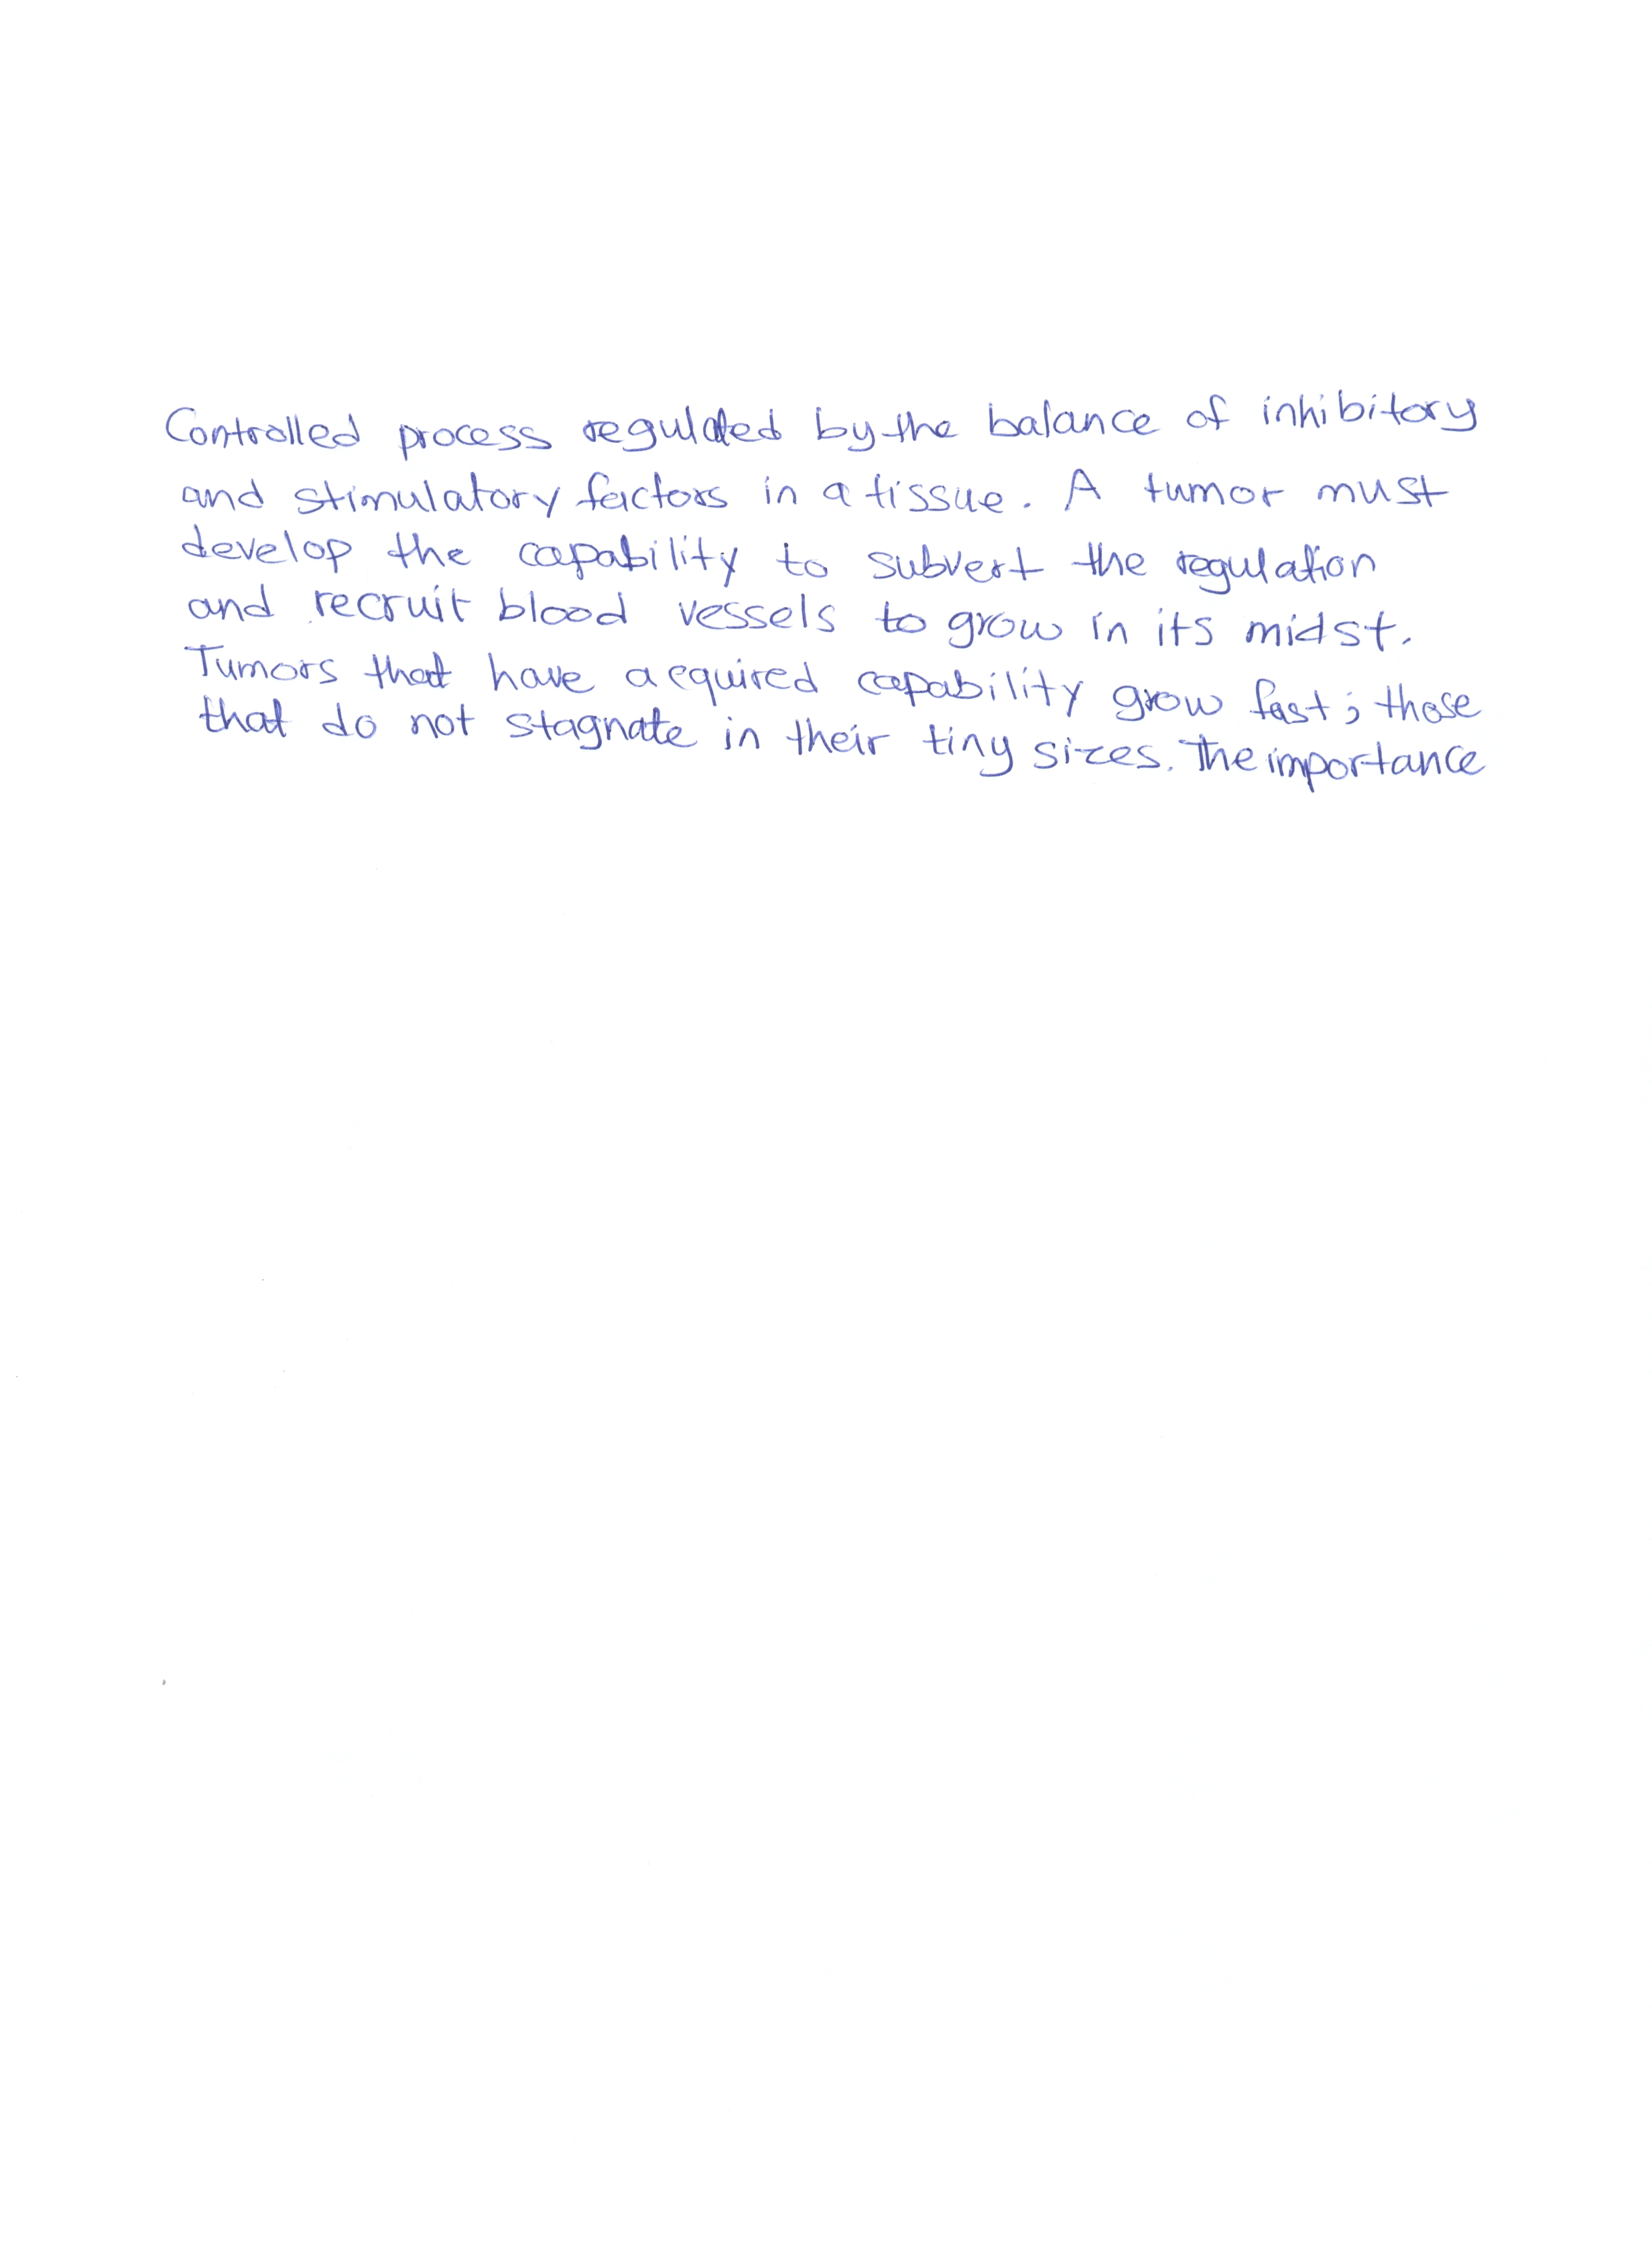 Controlled process regulated by the balance of inhibitory
and stimulatory factors in a tissue. A tumor must
develop the capability to subvert the regulation
and recruit blood vessels to grow in its midst.
Tumors that have acquired capability grow fast; those
that do not stagnate in their tiny sizes. The importance